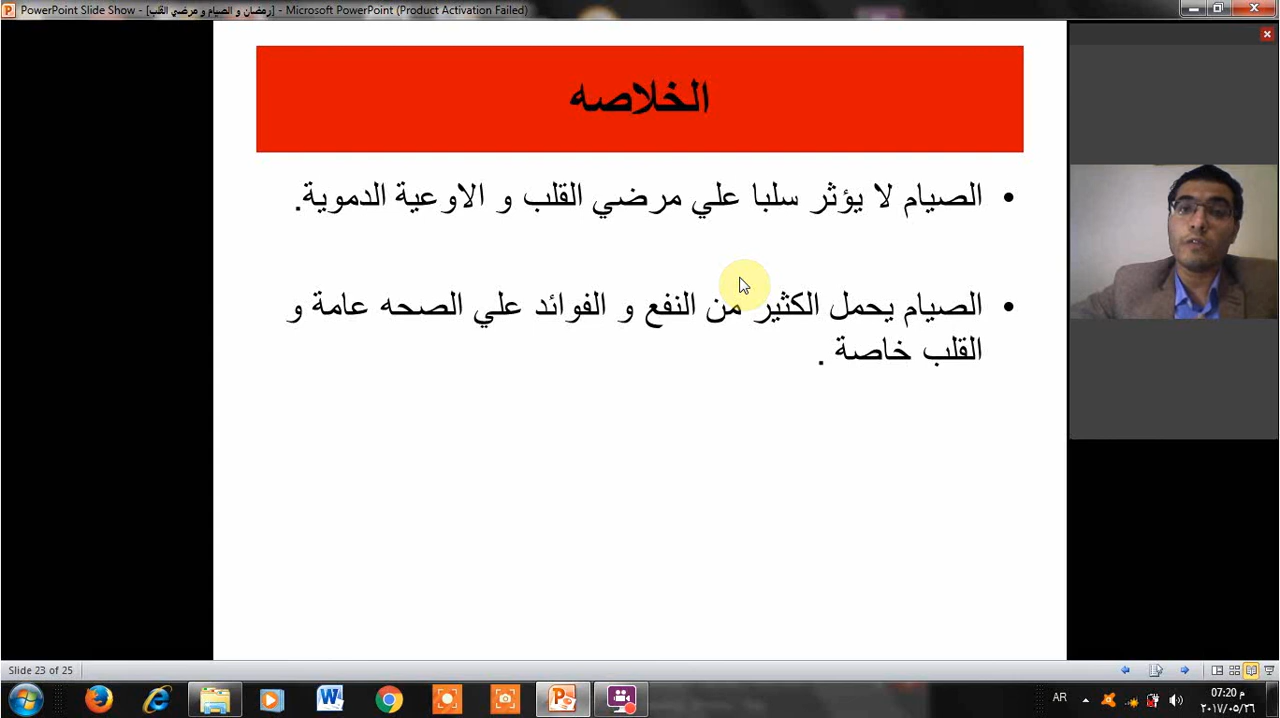 PowerPoint Slide Show - [رمضان و الصيام و مرضي القلب] - Microsoft PowerPoint (Product Activation Failed)
الخلاصه
• الصيام لا يؤثر سلبا علي مرضي القلب و الاوعية الدموية.
• الصيام يحمل الكثير من النفع و الفوائد علي الصحه عامة و
القلب خاصة .
Slide 23 of 25
AR
07:20 م
٢٠١٧/٠٥/٢٦